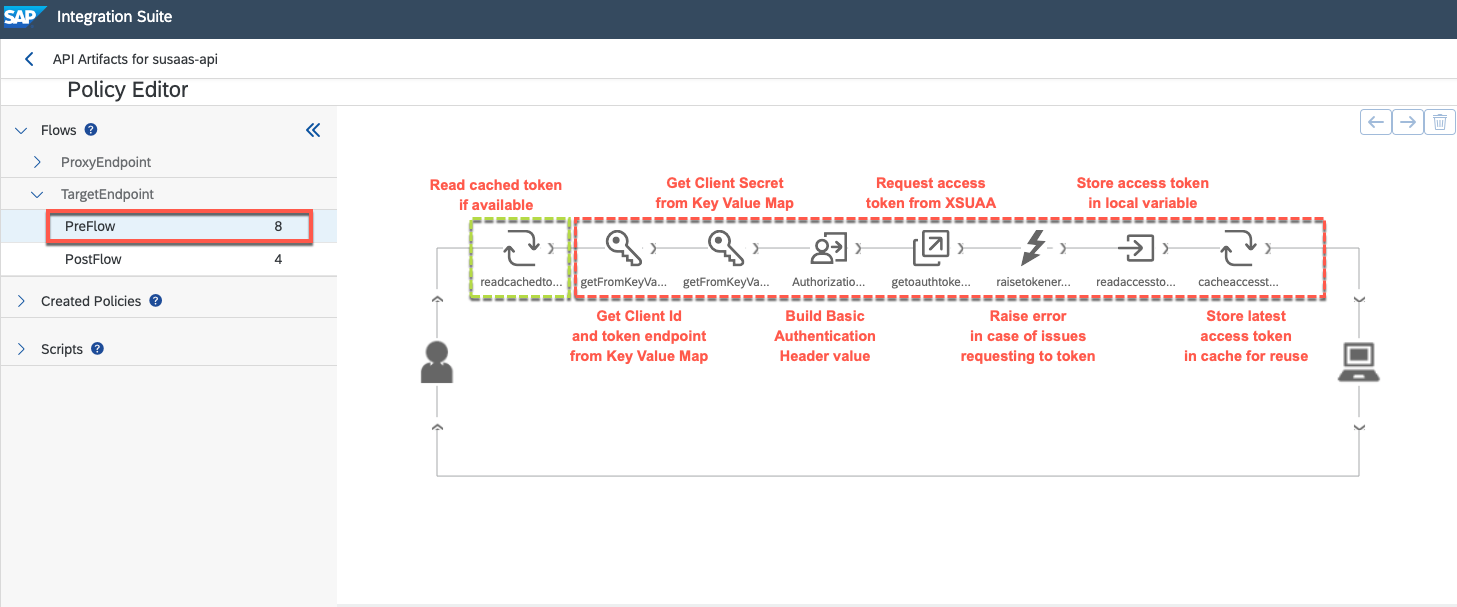 SAP Integration Suite
API Artifacts for susaas-api
Policy Editor
Flows ?
ProxyEndpoint
TargetEndpoint
PreFlow 8
PostFlow 4
Created Policies ?
Scripts ?
Read cached token
if available
Get Client Secret
from Key Value Map
Request access
token from XSUAA
Store access token
in local variable
readcachedto...
getFromKeyVa...
getFromKeyVa...
Authorizatio...
getoauthtoke...
raisetokener...
readaccessto...
cacheaccesst...
Get Client Id
and token endpoint
from Key Value Map
Build Basic
Authentication
Header value
Raise error
in case of issues
requesting to token
Store latest
access token
in cache for reuse